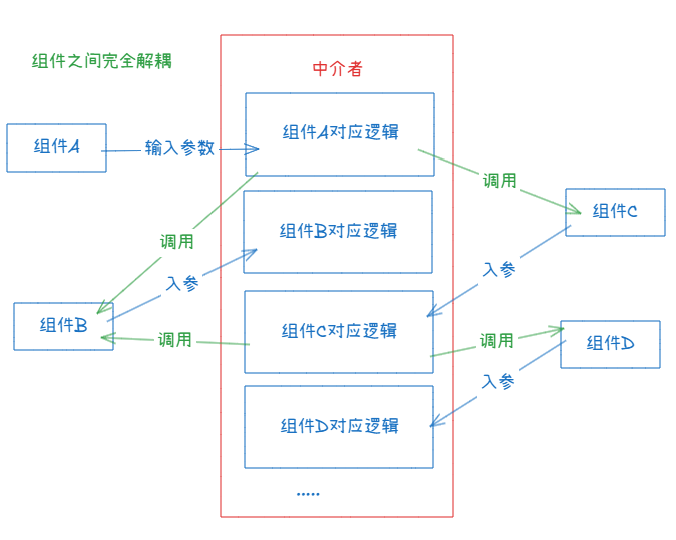 组件之间完全解耦
中介者
组件A
输入参数
组件A对应逻辑
调用
组件C
调用
组件B对应逻辑
入参
入参
组件B
调用
组件C对应逻辑
调用
组件D
入参
组件D对应逻辑
.....